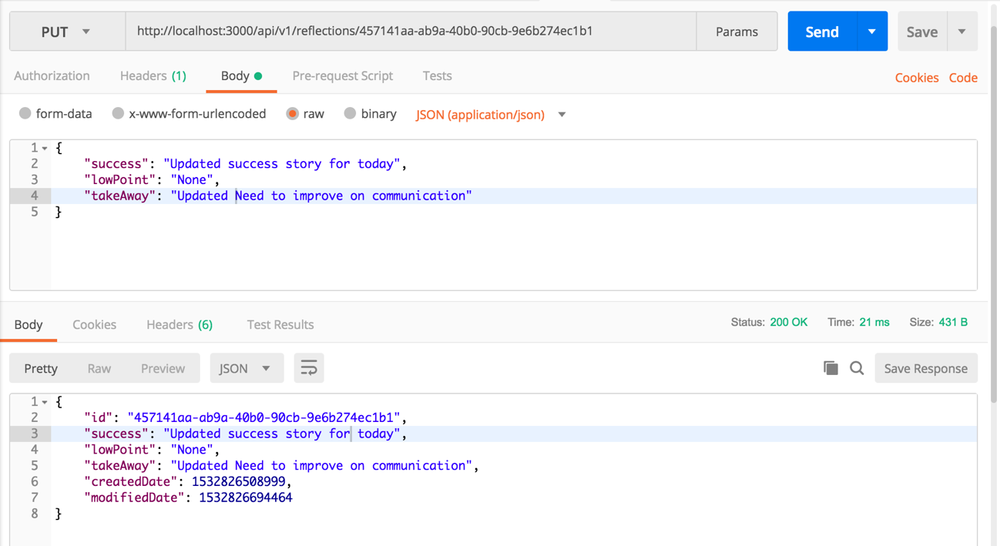 PUT http://localhost:3000/api/v1/reflections/457141aa-ab9a-40b0-90cb-9e6b274ec1b1 Params Send Save
Authorization Headers (1) Body Pre-request Script Tests Cookies Code
form-data x-www-form-urlencoded raw binary JSON (application/json)
1 {
2 "success": "Updated success story for today",
3 "lowPoint": "None",
4 "takeAway": "Updated Need to improve on communication"
5 }
Body Cookies Headers (6) Test Results Status: 200 OK Time: 21 ms Size: 431 B
Pretty Raw Preview JSON Save Response
1 {
2 "id": "457141aa-ab9a-40b0-90cb-9e6b274ec1b1",
3 "success": "Updated success story for today",
4 "lowPoint": "None",
5 "takeAway": "Updated Need to improve on communication",
6 "createdDate": 1532826508999,
7 "modifiedDate": 1532826694464
8 }